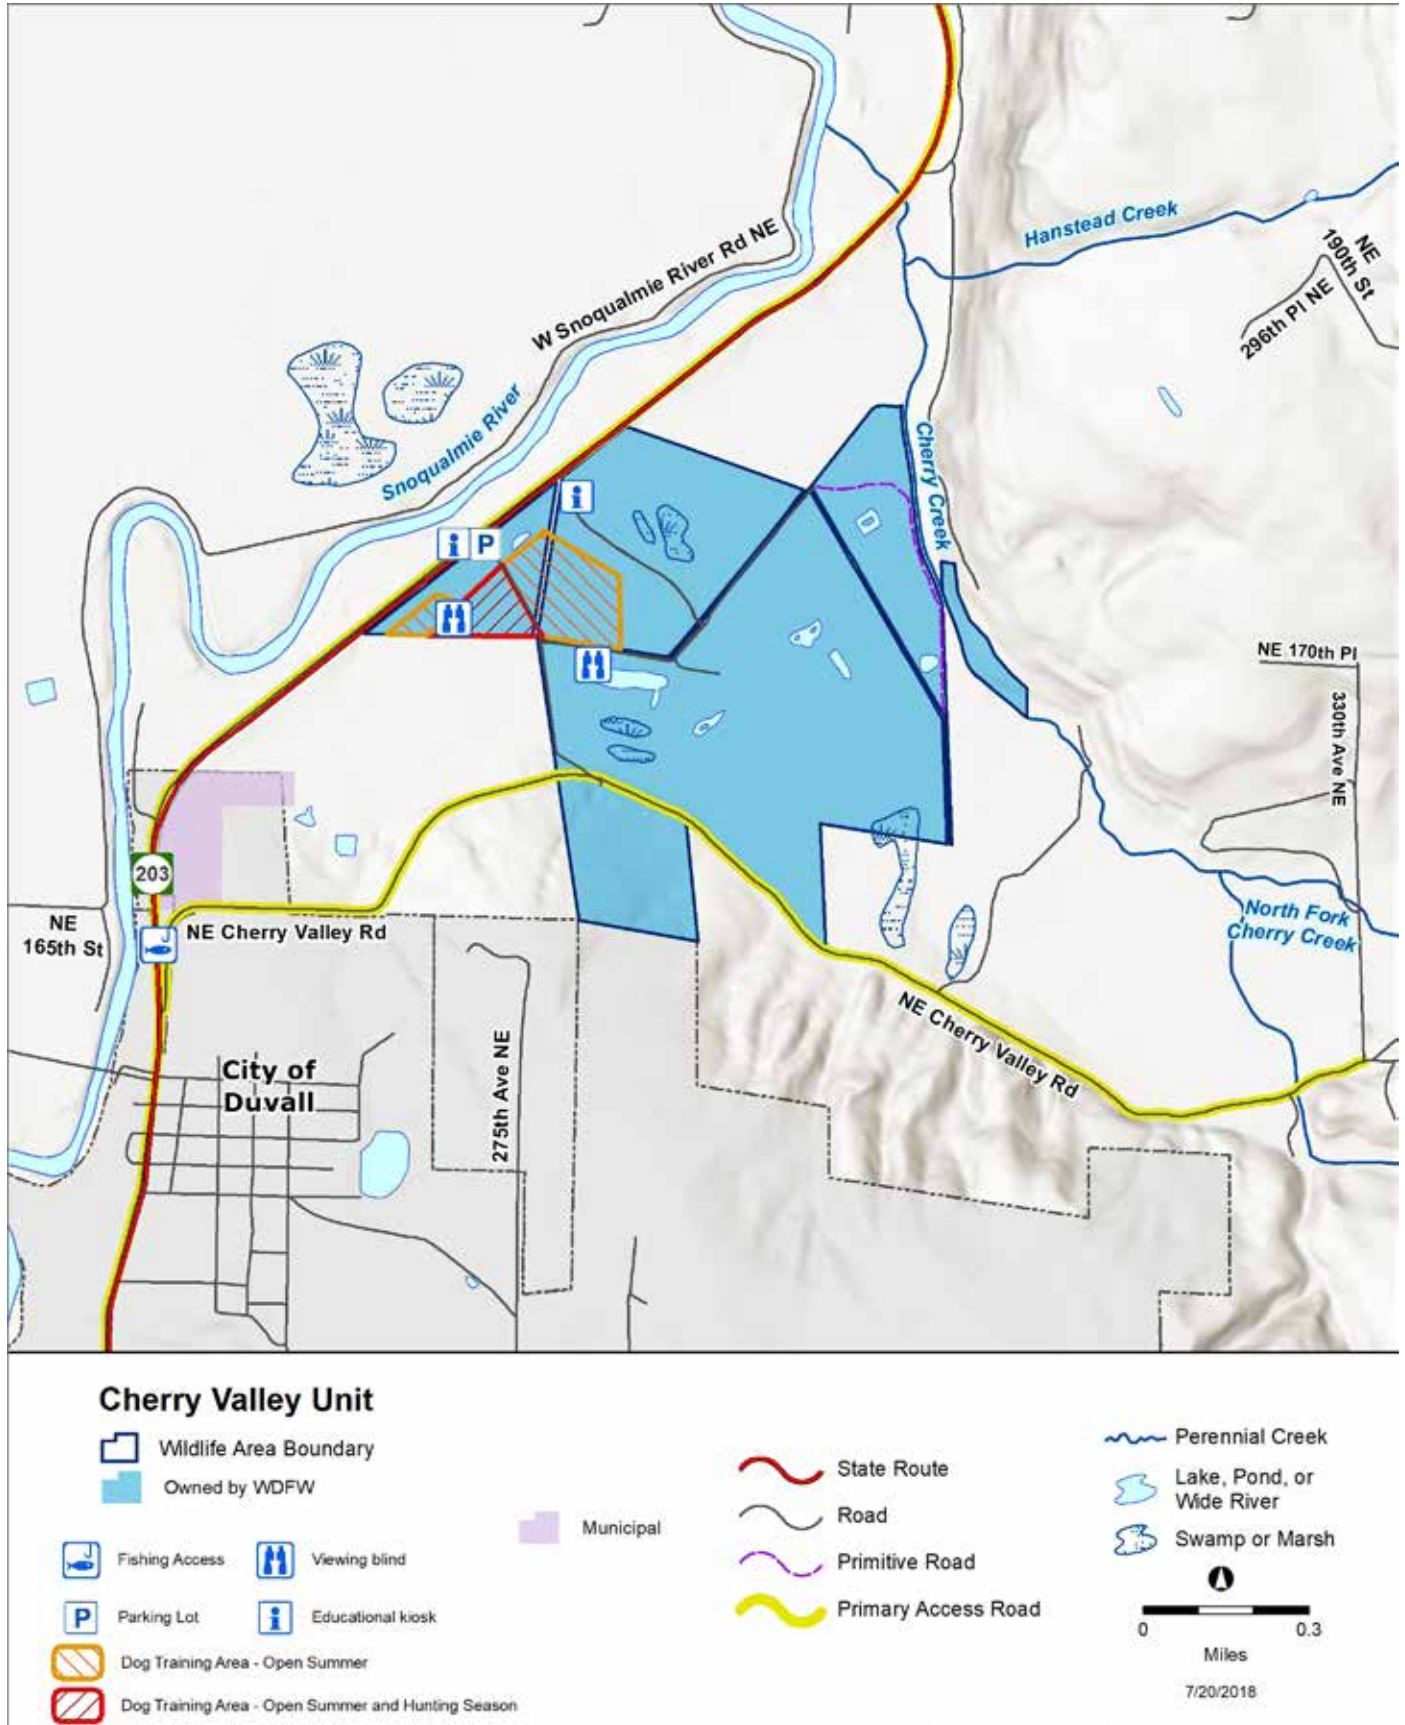 W Snoqualmie River Rd NE
Hanstead Creek
NE
190th St
296th Pl NE
Snoqualmie River
Cherry Creek
i
i
P
NE 170th Pl
330th Ave NE
203
NE
165th St
NE Cherry Valley Rd
North Fork
Cherry Creek
NE Cherry Valley Rd
275th Ave NE
City of
Duvall
Cherry Valley Unit
Wildlife Area Boundary
Owned by WDFW
Municipal
Fishing Access
Viewing blind
P
Parking Lot
i
Educational kiosk
Dog Training Area - Open Summer
Dog Training Area - Open Summer and Hunting Season
State Route
Road
Primitive Road
Primary Access Road
Perennial Creek
Lake, Pond, or
Wide River
Swamp or Marsh
0
0.3
Miles
7/20/2018